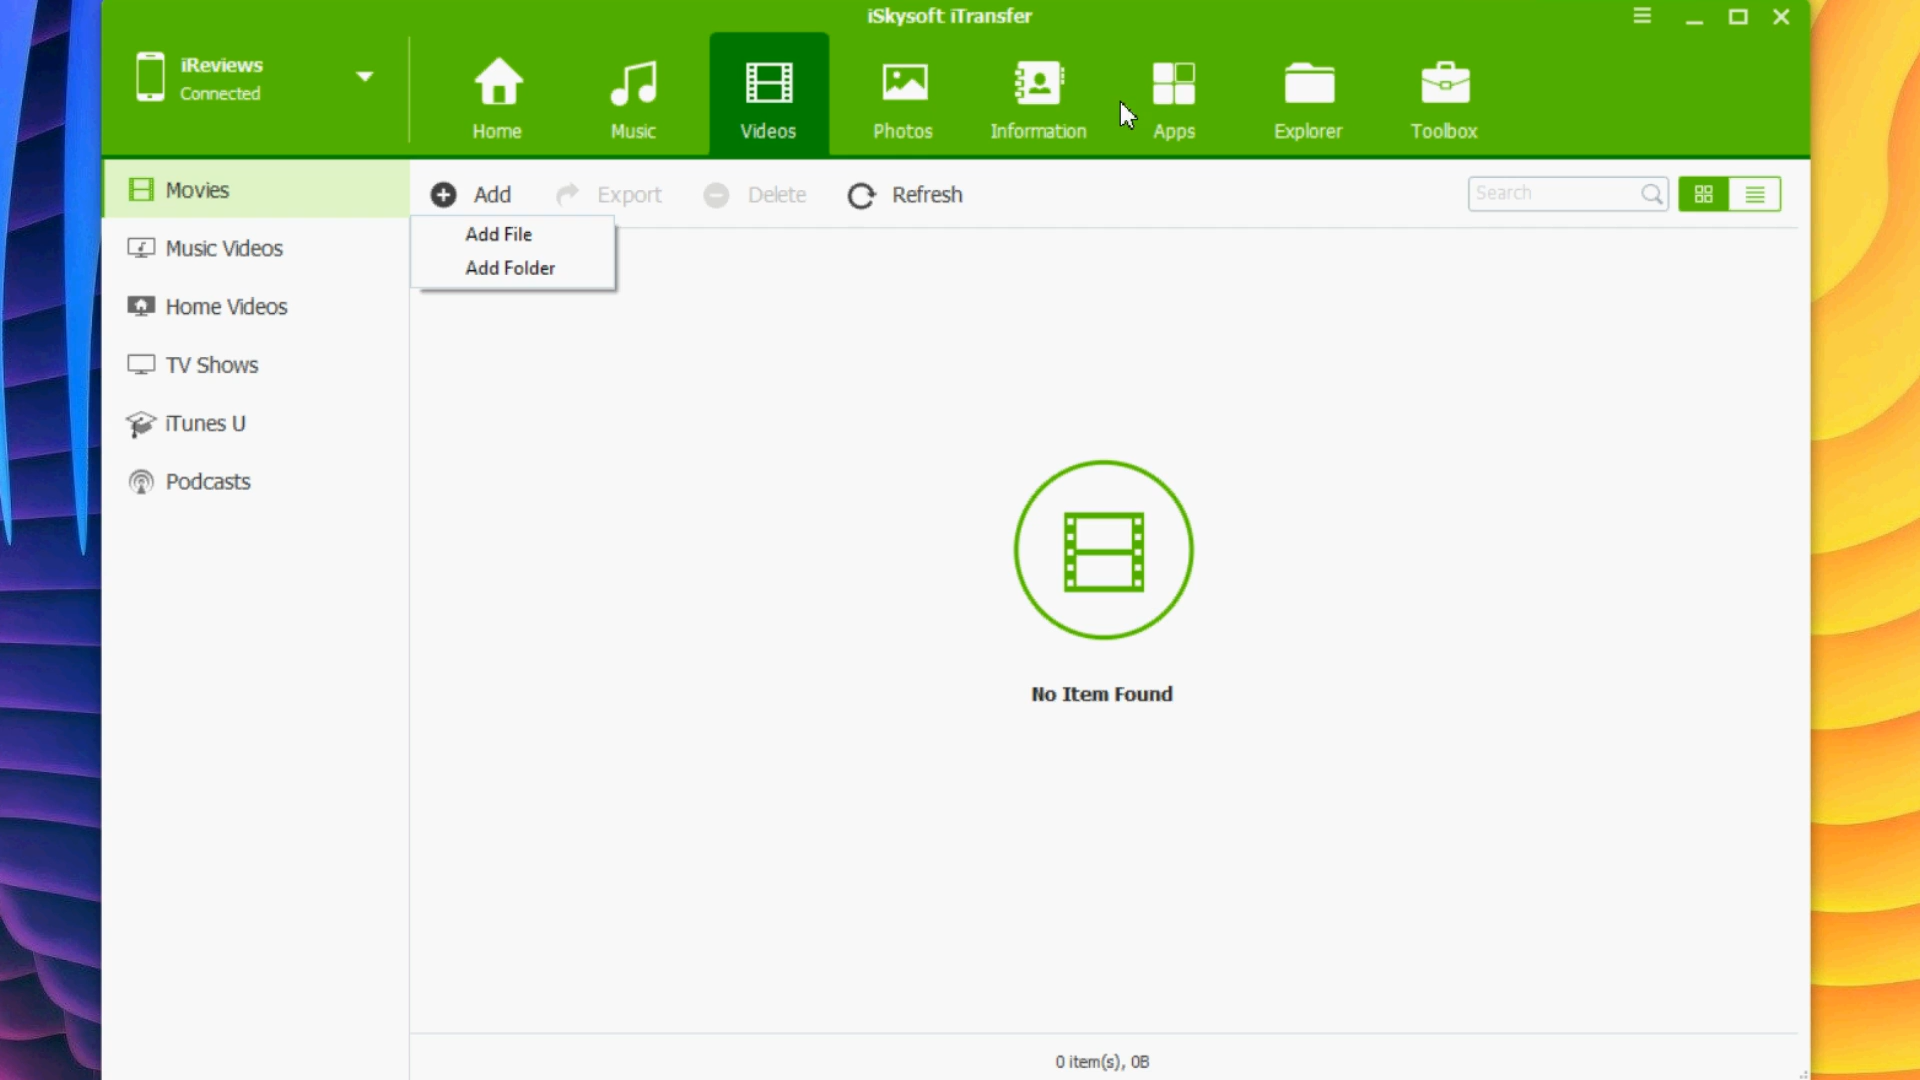 iSkysoft iTransfer
iReviews
Connected
Home
Music
Videos
Photos
Information
Apps
Explorer
Toolbox
Movies
Music Videos
Home Videos
TV Shows
iTunes U
Podcasts
Add
Export
Delete
Refresh
Search
Add File
Add Folder
No Item Found
0 item(s), 0B